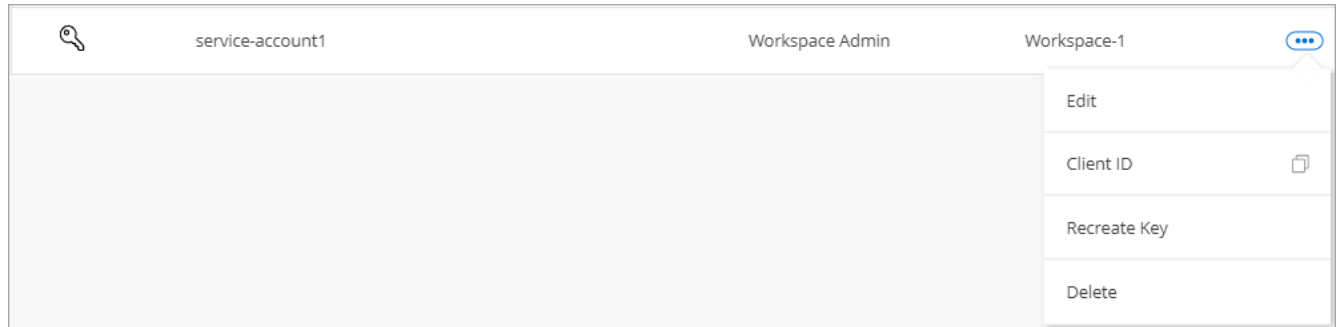 service-account1 Workspace Admin Workspace-1
Edit
Client ID
Recreate Key
Delete